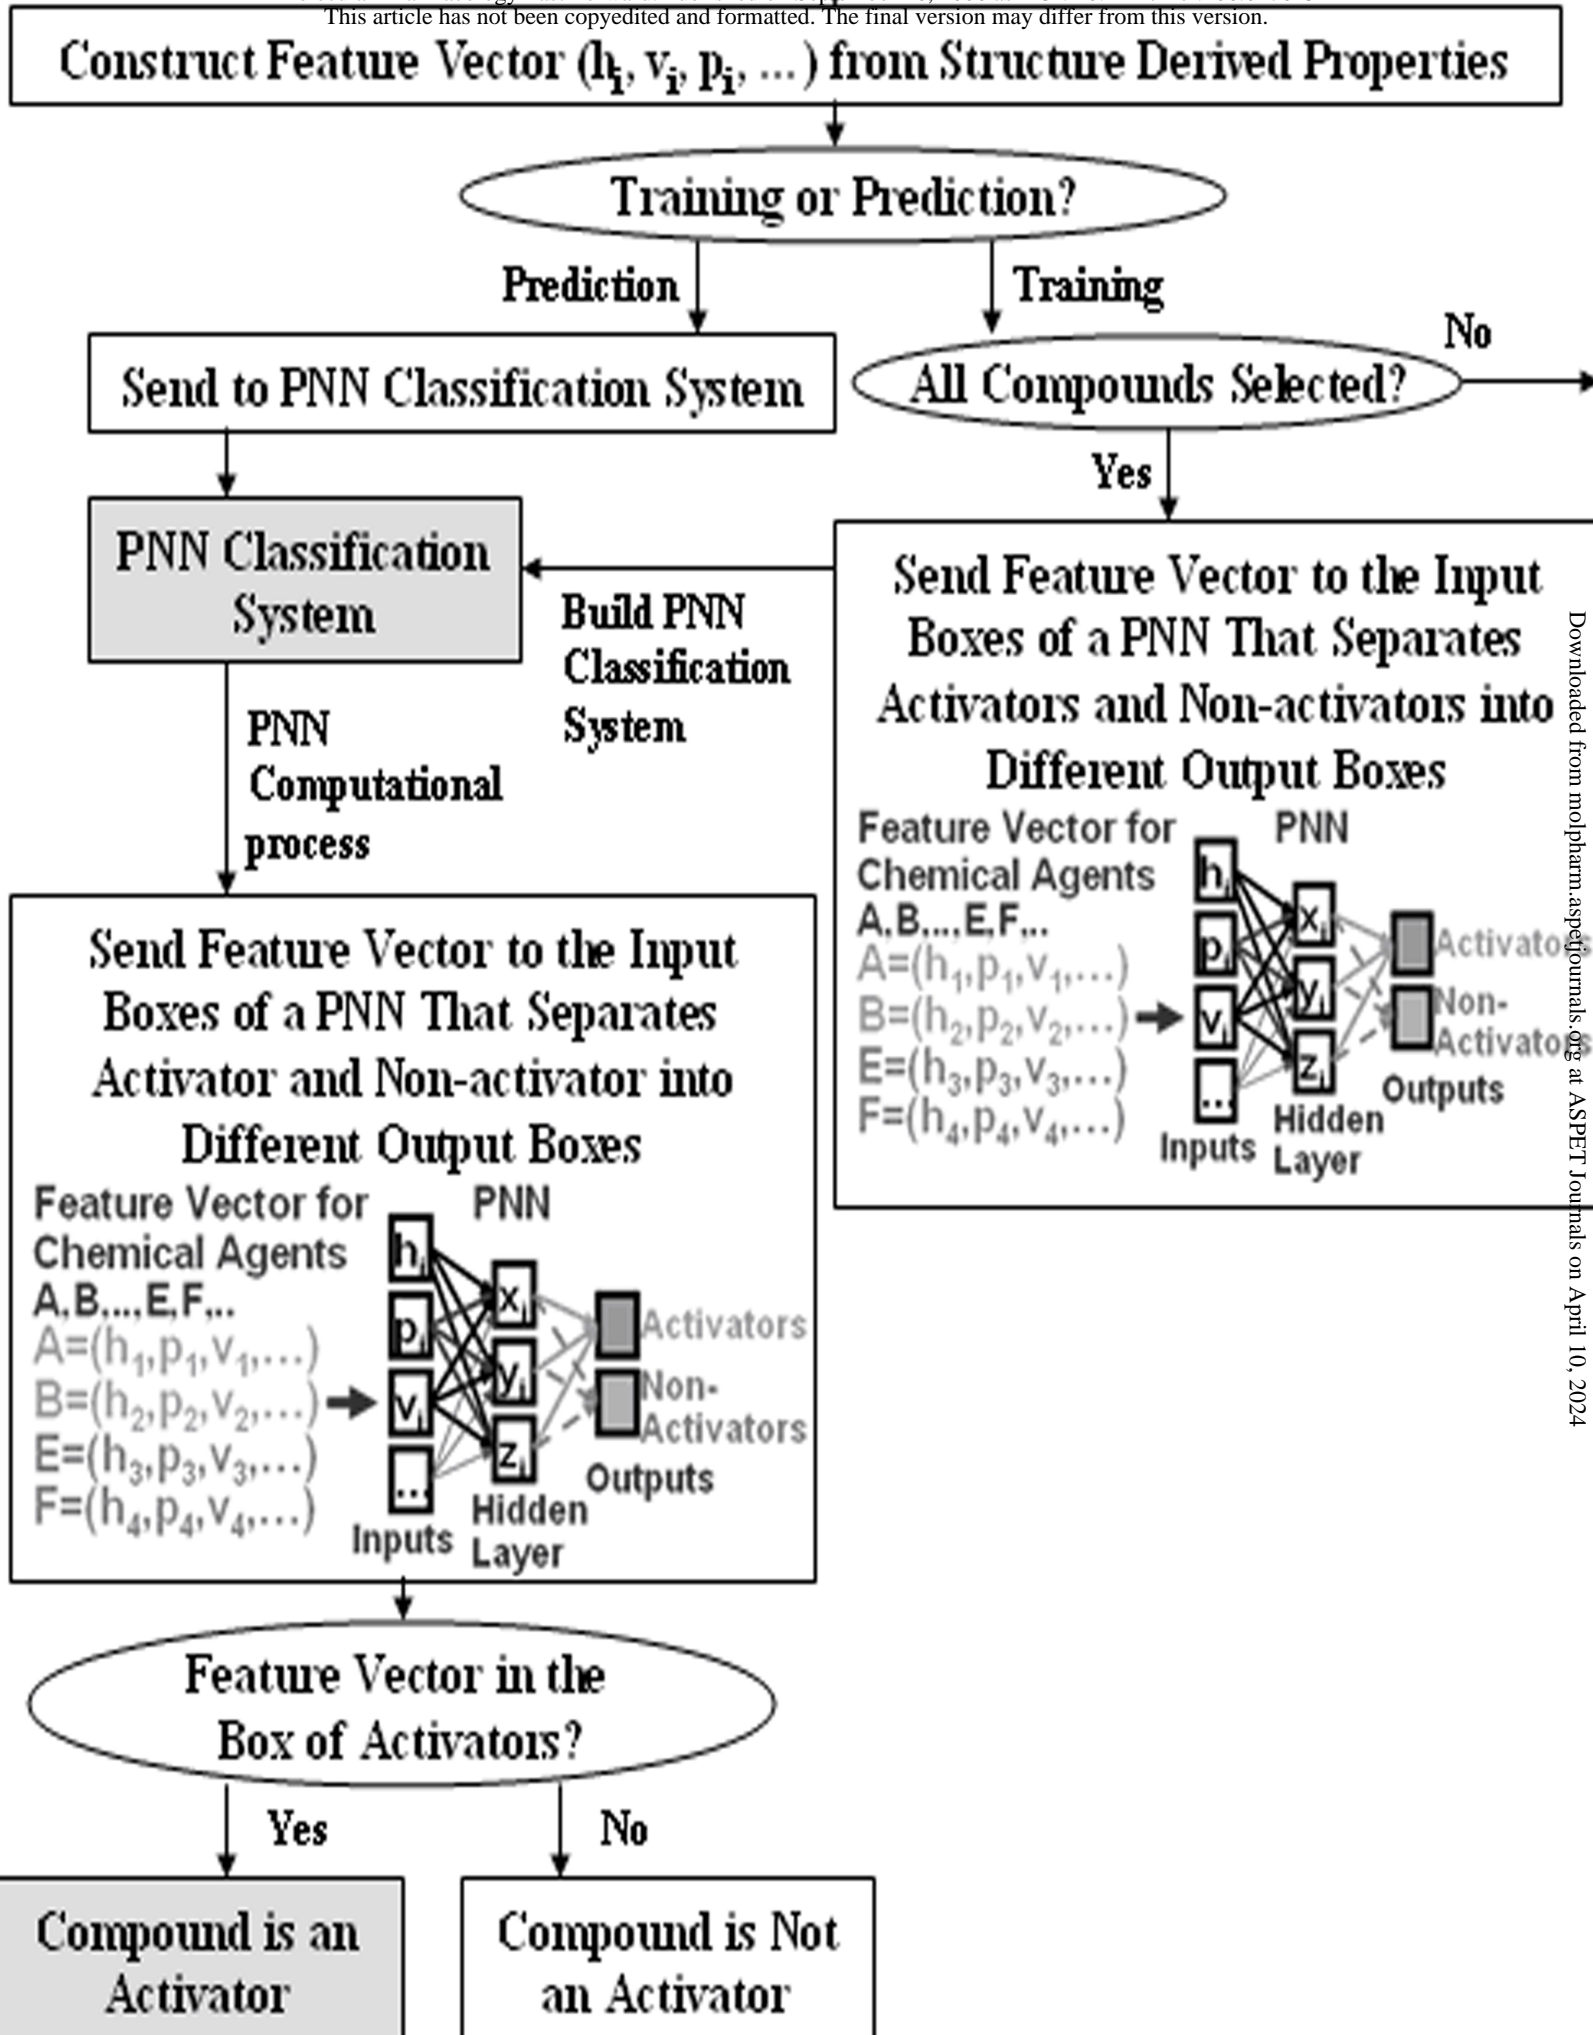 This article has not been copyedited and formatted. The final version may differ from this version.
Construct Feature Vector (hi, vi, pi, ...) from Structure Derived Properties
Training or Prediction?
Prediction
Training
No
Send to PNN Classification System
All Compounds Selected?
Yes
PNN Classification
System
Build PNN
Classification
System
Send Feature Vector to the Input
Boxes of a PNN That Separates
Activators and Non-activators into
Different Output Boxes
Feature Vector for
Chemical Agents
A,B...,E,F,..
A=(h1,p1,v1,...)
B=(h2,p2,v2,...)
E=(h3,p3,v3,...)
F=(h4,p4,v4,...)
PNN
hi
pi
vi
...
xi
yi
zi
Activators
Non-
Activators
Outputs
Inputs
Hidden
Layer
PNN
Computational
process
Send Feature Vector to the Input
Boxes of a PNN That Separates
Activator and Non-activator into
Different Output Boxes
Feature Vector for
Chemical Agents
A,B...,E,F,..
A=(h1,p1,v1,...)
B=(h2,p2,v2,...)
E=(h3,p3,v3,...)
F=(h4,p4,v4,...)
PNN
hi
pi
vi
...
xi
yi
zi
Activators
Non-
Activators
Outputs
Inputs
Hidden
Layer
Feature Vector in the
Box of Activators?
Yes
No
Compound is an
Activator
Compound is Not
an Activator
Downloaded from molpharm.aspetjournals.org at ASPET Journals on April 10, 2024